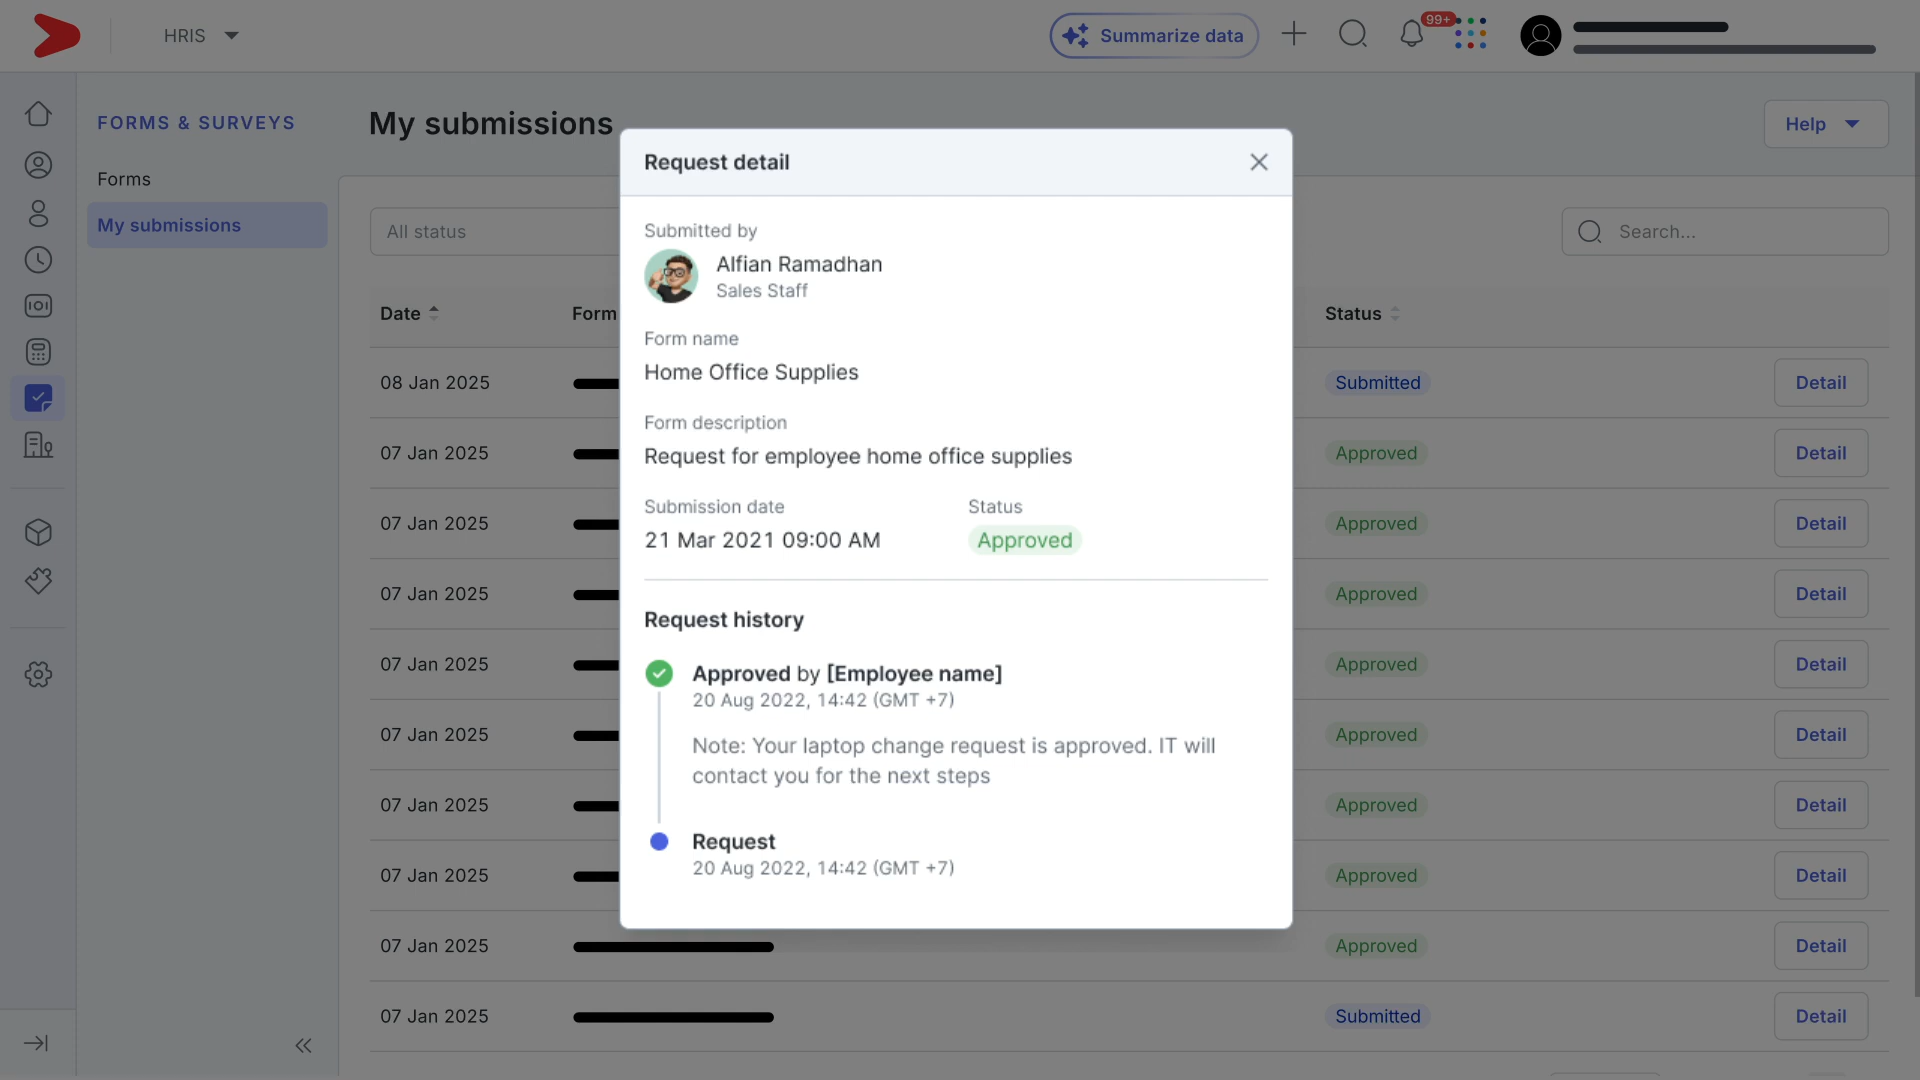 HRIS
Summarize data
99+
FORMS & SURVEYS
Forms
My submissions
My submissions
Help
All status
Search...
Date
Form
Status
08 Jan 2025
Submitted
Detail
07 Jan 2025
Approved
Detail
07 Jan 2025
Approved
Detail
07 Jan 2025
Approved
Detail
07 Jan 2025
Approved
Detail
07 Jan 2025
Approved
Detail
07 Jan 2025
Approved
Detail
07 Jan 2025
Approved
Detail
07 Jan 2025
Approved
Detail
07 Jan 2025
Submitted
Detail
Request detail
Submitted by
Alfian Ramadhan
Sales Staff
Form name
Home Office Supplies
Form description
Request for employee home office supplies
Submission date
Status
21 Mar 2021 09:00 AM
Approved
Request history
Approved by [Employee name]
20 Aug 2022, 14:42 (GMT +7)
Note: Your laptop change request is approved. IT will
contact you for the next steps
Request
20 Aug 2022, 14:42 (GMT +7)